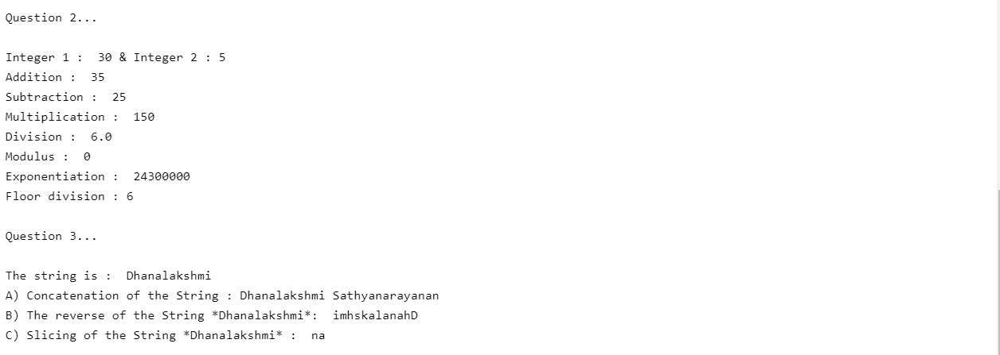 Question 2...
Integer 1 :  30 & Integer 2 : 5
Addition :  35
Subtraction :  25
Multiplication :  150
Division :  6.0
Modulus :  0
Exponentiation :  24300000
Floor division : 6
Question 3...
The string is :  Dhanalakshmi
A) Concatenation of the String : Dhanalakshmi Sathyanarayanan
B) The reverse of the String *Dhanalakshmi*:  imhskalanahD
C) Slicing of the String *Dhanalakshmi* :  na